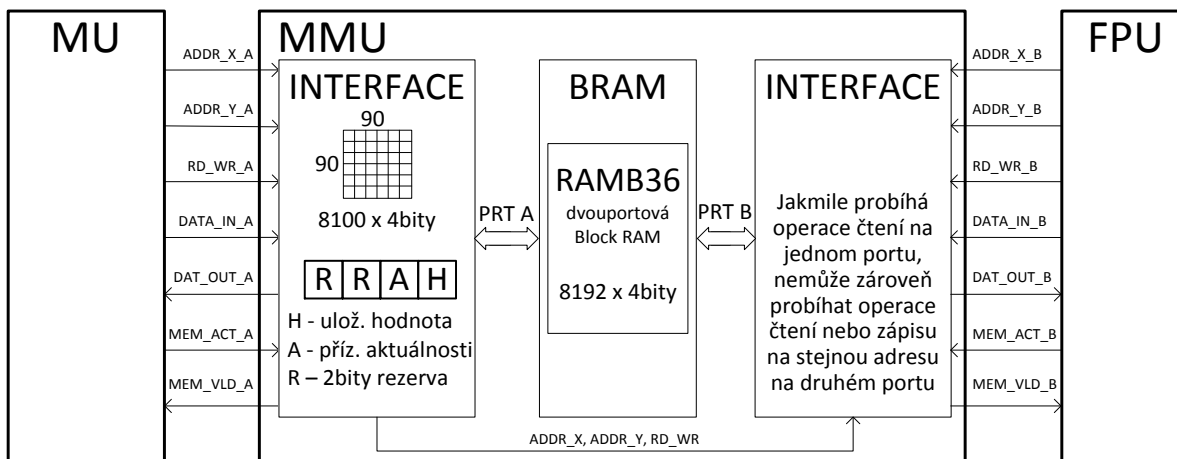 MU
MMU
FPU
ADDR_X_A
ADDR_Y_A
RD_WR_A
DATA_IN_A
DAT_OUT_A
MEM_ACT_A
MEM_VLD_A
INTERFACE
90
90
8100 x 4bity
R R A H
H - ulož. hodnota
A - příz. aktuálnosti
R – 2bity rezerva
PRT A
BRAM
RAMB36
dvouportová
Block RAM
8192 x 4bity
PRT B
INTERFACE
Jakmile probíhá
operace čtení na
jednom portu,
nemůže zároveň
probíhat operace
čtení nebo zápisu
na stejnou adresu
na druhém portu
ADDR_X_B
ADDR_Y_B
RD_WR_B
DATA_IN_B
DAT_OUT_B
MEM_ACT_B
MEM_VLD_B
ADDR_X, ADDR_Y, RD_WR